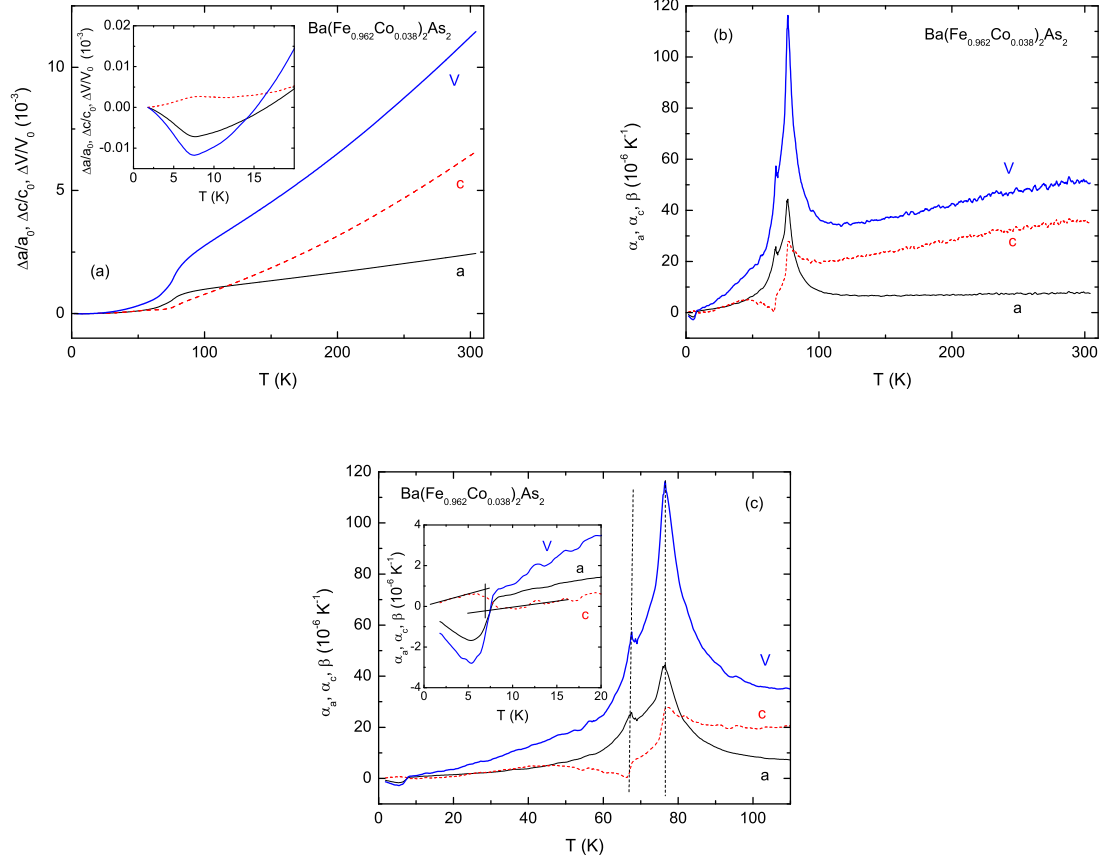 Ba(Fe0.962Co0.038)2As2
V
c
a
(a)
Δa/a0, Δc/c0, ΔV/V0 (10-3)
0
5
10
0 100 200 300
T (K)
Δa/a0, Δc/c0, ΔV/V0 (10-3)
0.02
0.01
0.00
-0.01
5 10 15
T (K)
(b)
Ba(Fe0.962Co0.038)2As2
V
c
a
αa, αc, β (10-6 K-1)
120
100
80
60
40
20
0
0 100 200 300
T (K)
Ba(Fe0.962Co0.038)2As2
(c)
V
c
a
αa, αc, β (10-6 K-1)
120
100
80
60
40
20
0
0 20 40 60 80 100
T (K)
V
a
c
αa, αc, β (10-6 K-1)
4
2
0
-2
-4
0 5 10 15 20
T (K)